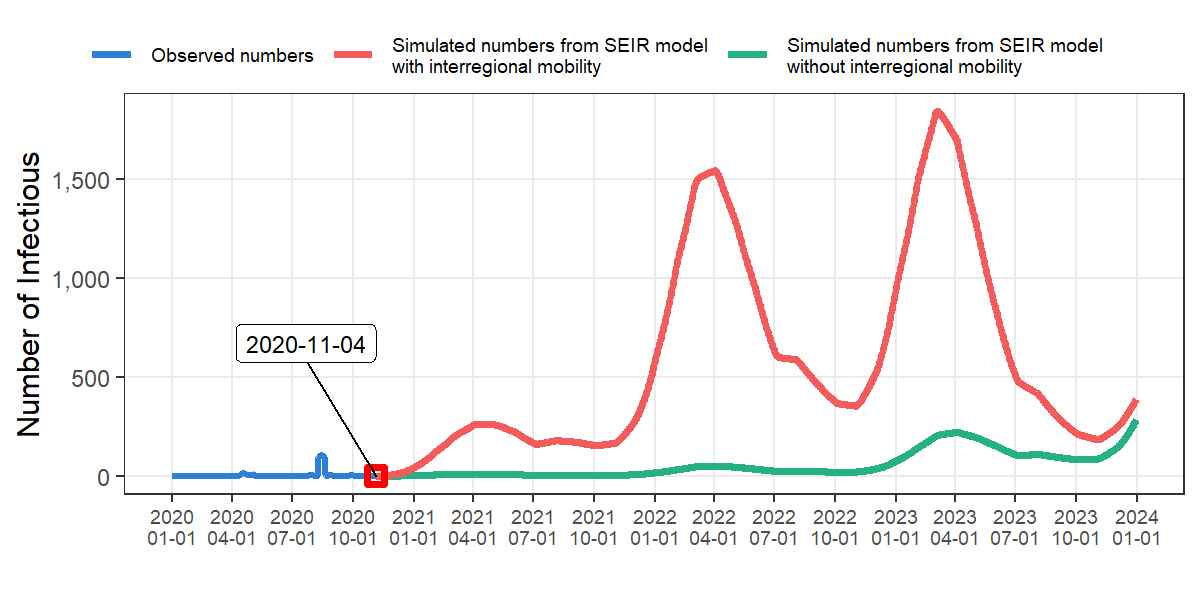 Observed numbers
Simulated numbers from SEIR model
with interregional mobility
Simulated numbers from SEIR model
without interregional mobility
Number of Infectious
1,500
1,000
500
0
2020-11-04
2020 2020 2020 2020 2021 2021 2021 2021 2022 2022 2022 2022 2023 2023 2023 2023 2024
01-01 04-01 07-01 10-01 01-01 04-01 07-01 10-01 01-01 04-01 07-01 10-01 01-01 04-01 07-01 10-01 01-01